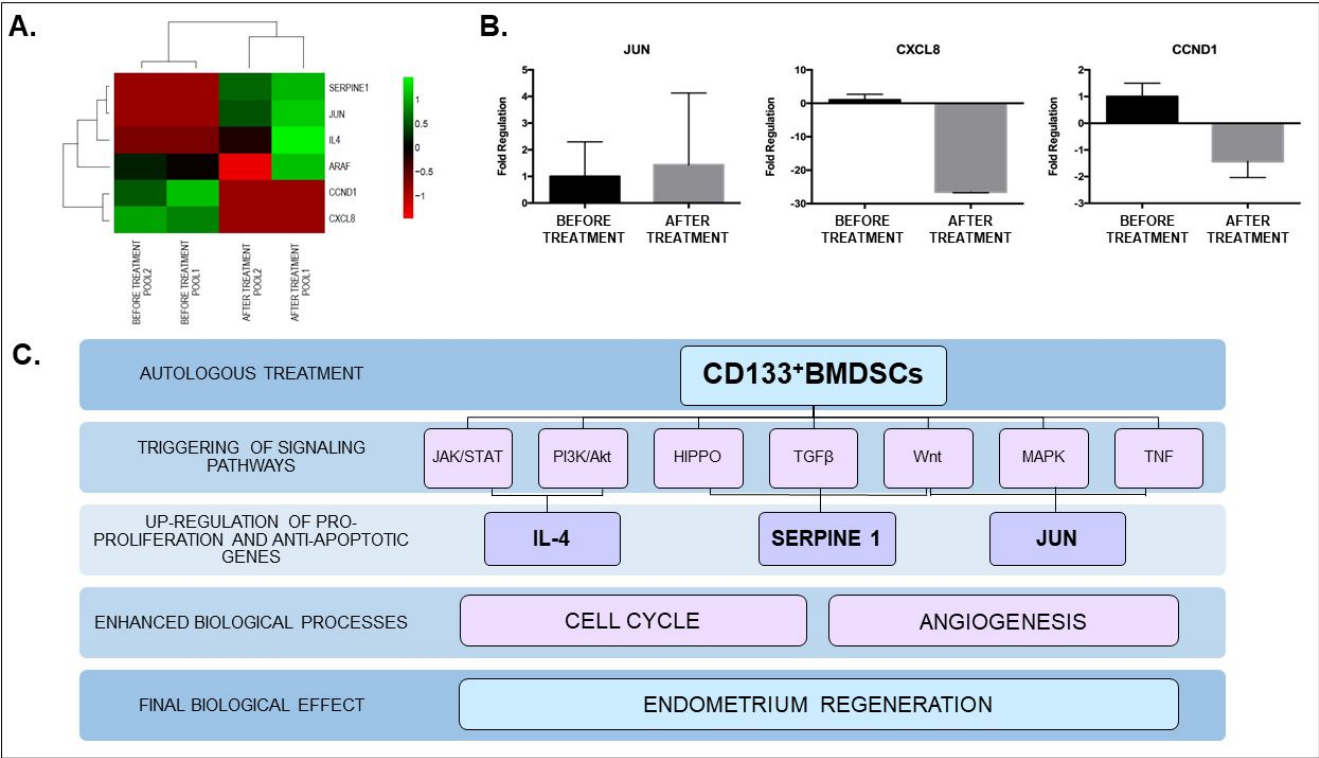 A.
SERPINE1
JUN
IL4
ARAF
CCND1
CXCL8
1
0.5
0
−0.5
−1
BEFORE TREATMENT
POOL2
BEFORE TREATMENT
POOL1
AFTER TREATMENT
POOL2
AFTER TREATMENT
POOL1
B.
JUN
Fold Regulation
5
4
3
2
1
0
BEFORE
TREATMENT
AFTER
TREATMENT
CXCL8
Fold Regulation
10
0
-10
-20
-30
BEFORE
TREATMENT
AFTER
TREATMENT
CCND1
Fold Regulation
2
1
0
-1
-2
-3
BEFORE
TREATMENT
AFTER
TREATMENT
C.
AUTOLOGOUS TREATMENT
CD133⁺BMDSCs
TRIGGERING OF SIGNALING
PATHWAYS
JAK/STAT
PI3K/Akt
HIPPO
TGFβ
Wnt
MAPK
TNF
UP-REGULATION OF PRO-
PROLIFERATION AND ANTI-APOPTOTIC
GENES
IL-4
SERPINE 1
JUN
ENHANCED BIOLOGICAL PROCESSES
CELL CYCLE
ANGIOGENESIS
FINAL BIOLOGICAL EFFECT
ENDOMETRIUM REGENERATION